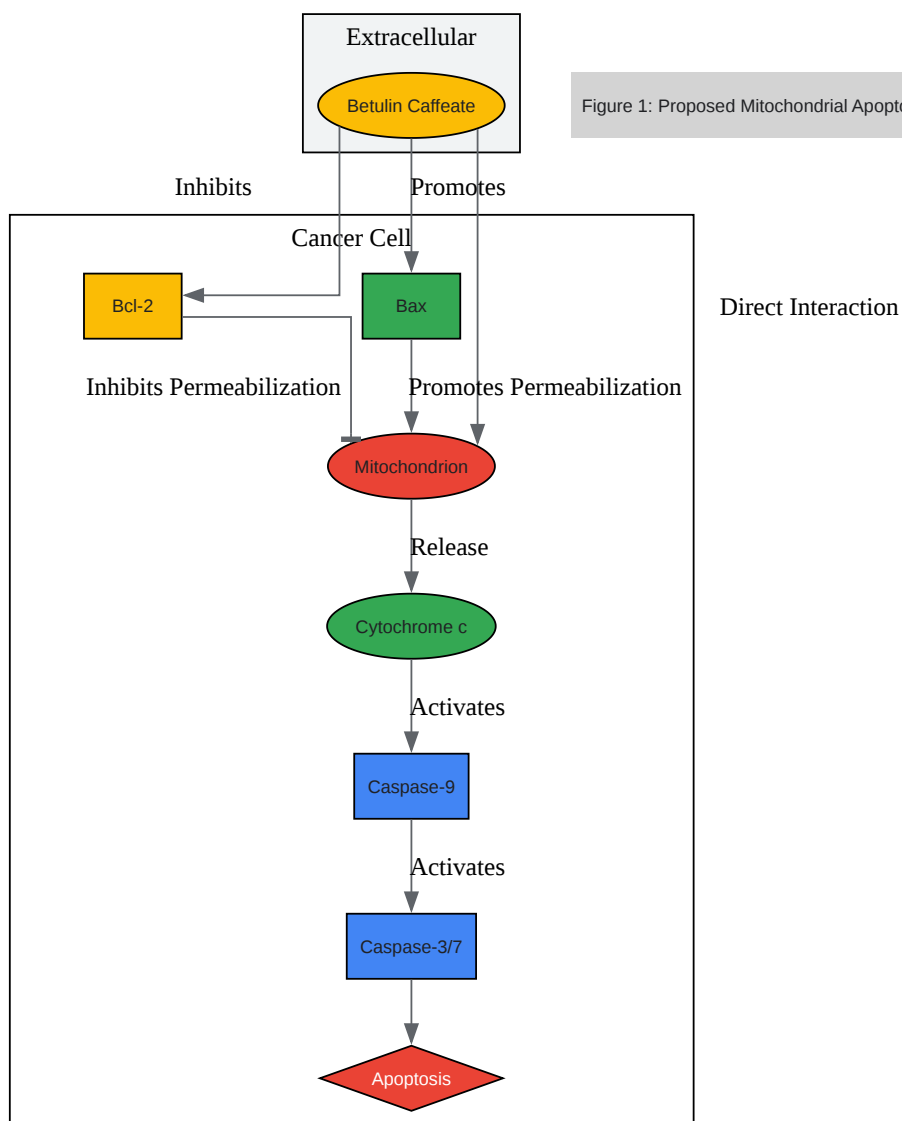 Extracellular
Betulin Caffeate
Figure 1: Proposed Mitochondrial
Inhibits
Promotes
Cancer Cell
Bcl-2
Bax
Direct Interaction
Inhibits Permeabilization
Promotes Permeabilization
Mitochondrion
Release
Cytochrome c
Activates
Caspase-9
Activates
Caspase-3/7
Apoptosis